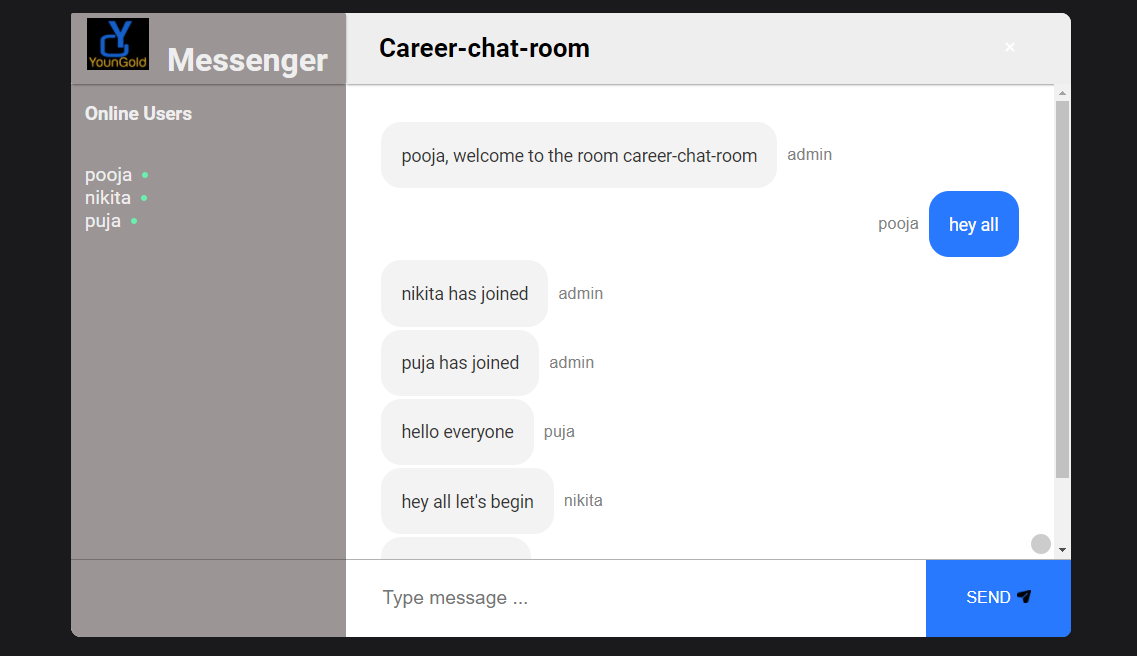 YounGold
Messenger
Career-chat-room
×
Online Users
pooja
nikita
puja
pooja, welcome to the room career-chat-room admin
pooja hey all
nikita has joined admin
puja has joined admin
hello everyone puja
hey all let's begin nikita
Type message ...
SEND